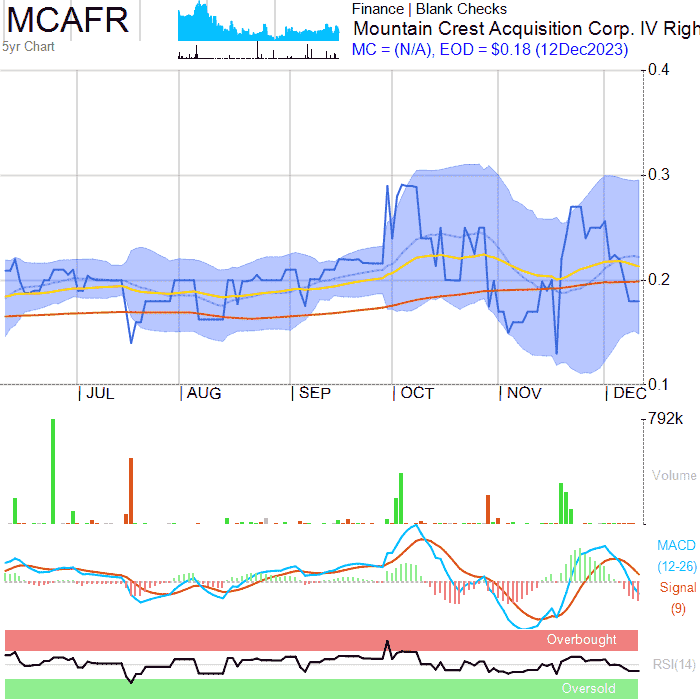 MCAFR
5yr Chart
Finance | Blank Checks
Mountain Crest Acquisition Corp. IV Righ
MC = (N/A), EOD = $0.18 (12Dec2023)
0.4
0.3
0.2
0.1
JUL
AUG
SEP
OCT
NOV
DEC
792k
Volume
MACD
(12-26)
Signal
(9)
Overbought
RSI(14)
Oversold